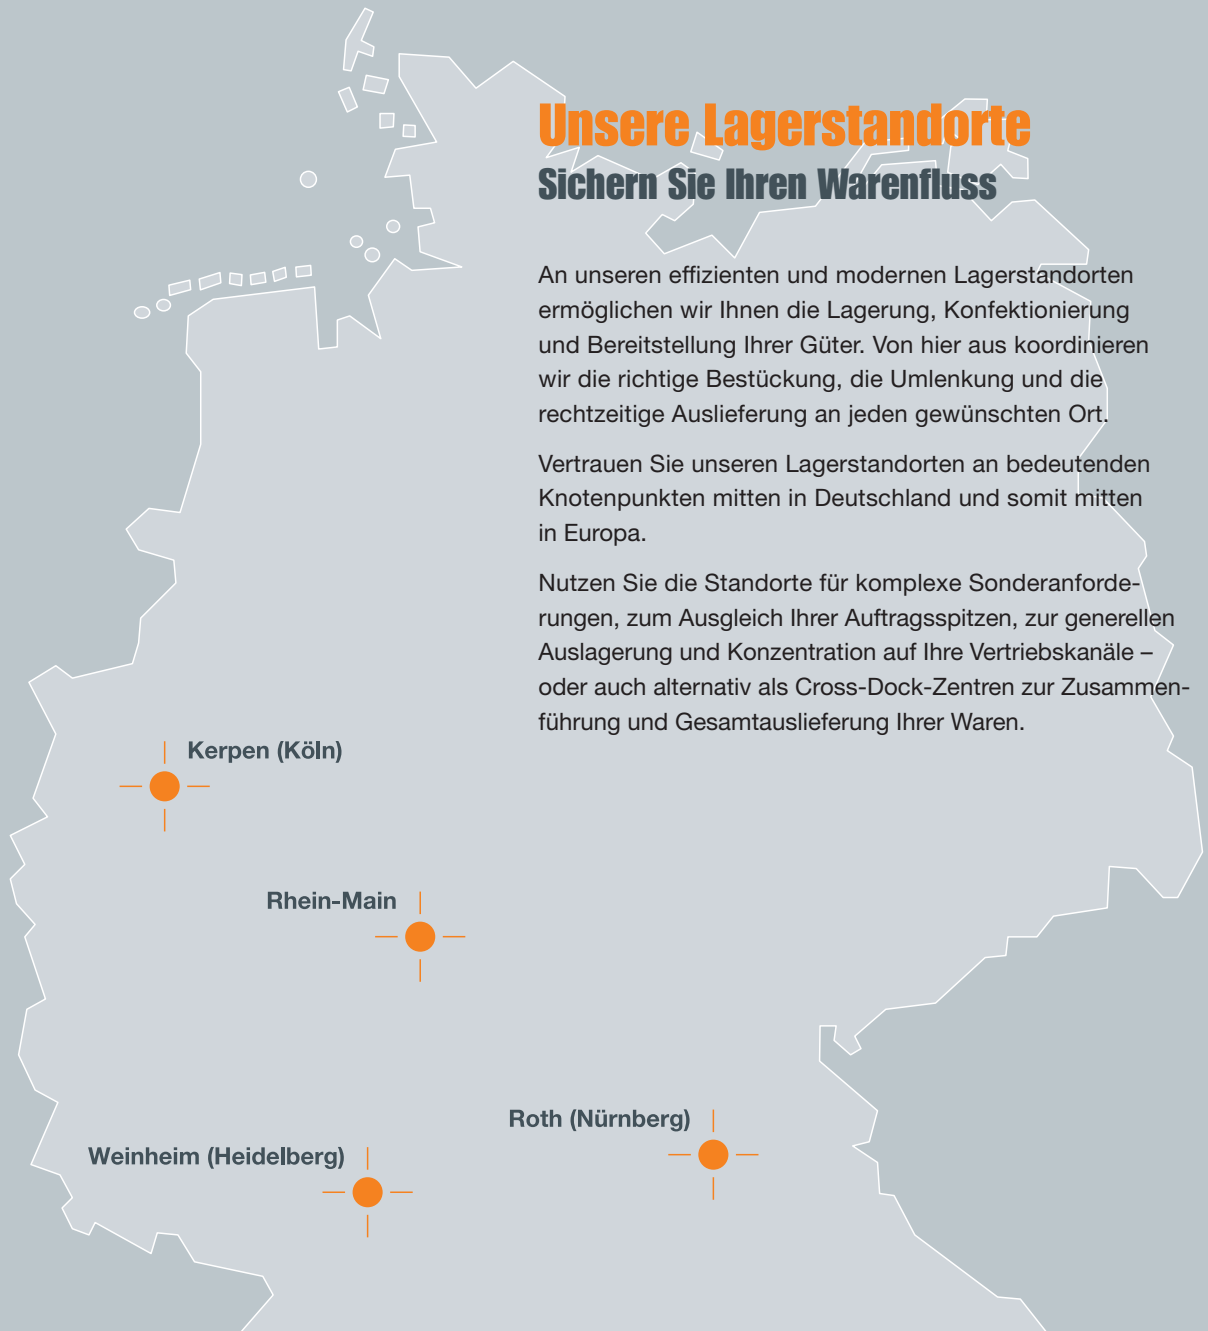 Unsere Lagerstandorte
Sichern Sie Ihren Warenfluss
An unseren effizienten und modernen Lagerstandorten
ermöglichen wir Ihnen die Lagerung, Konfektionierung
und Bereitstellung Ihrer Güter. Von hier aus koordinieren
wir die richtige Bestückung, die Umlenkung und die
rechtzeitige Auslieferung an jeden gewünschten Ort.
Vertrauen Sie unseren Lagerstandorten an bedeutenden
Knotenpunkten mitten in Deutschland und somit mitten
in Europa.
Nutzen Sie die Standorte für komplexe Sonderanforde-
rungen, zum Ausgleich Ihrer Auftragsspitzen, zur generellen
Auslagerung und Konzentration auf Ihre Vertriebskanäle –
oder auch alternativ als Cross-Dock-Zentren zur Zusammen-
führung und Gesamtauslieferung Ihrer Waren.
Kerpen (Köln)
Rhein-Main
Roth (Nürnberg)
Weinheim (Heidelberg)